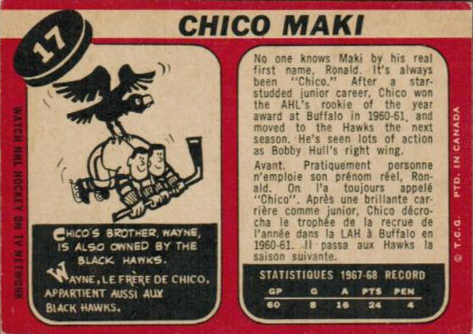 17
CHICO MAKI
WATCH NHL HOCKEY ON TV NETWORK
CHICO'S BROTHER, WAYNE,
IS ALSO OWNED BY THE
BLACK HAWKS.
WAYNE, LE FRÈRE DE CHICO,
APPARTIENT AUSSI AUX
BLACK HAWKS.
No one knows Maki by his real
first name, Ronald. It's always
been "Chico." After a star-
studded junior career, Chico won
the AHL's rookie of the year
award at Buffalo in 1960-61, and
moved to the Hawks the next
season. He's seen lots of action
as Bobby Hull's right wing.
Avant. Pratiquement personne
n'emploie son prénom réel, Ron-
ald. On l'a toujours appelé
"Chico". Après une brillante car-
rière comme junior, Chico décro-
cha le trophée de la recrue de
l'année dans la LAH à Buffalo en
1960-61. Il passa aux Hawks la
saison suivante.
STATISTIQUES 1967-68 RECORD
GP G A PTS PEN
60 8 16 24 4
© T.C.G. PTD. IN CANADA